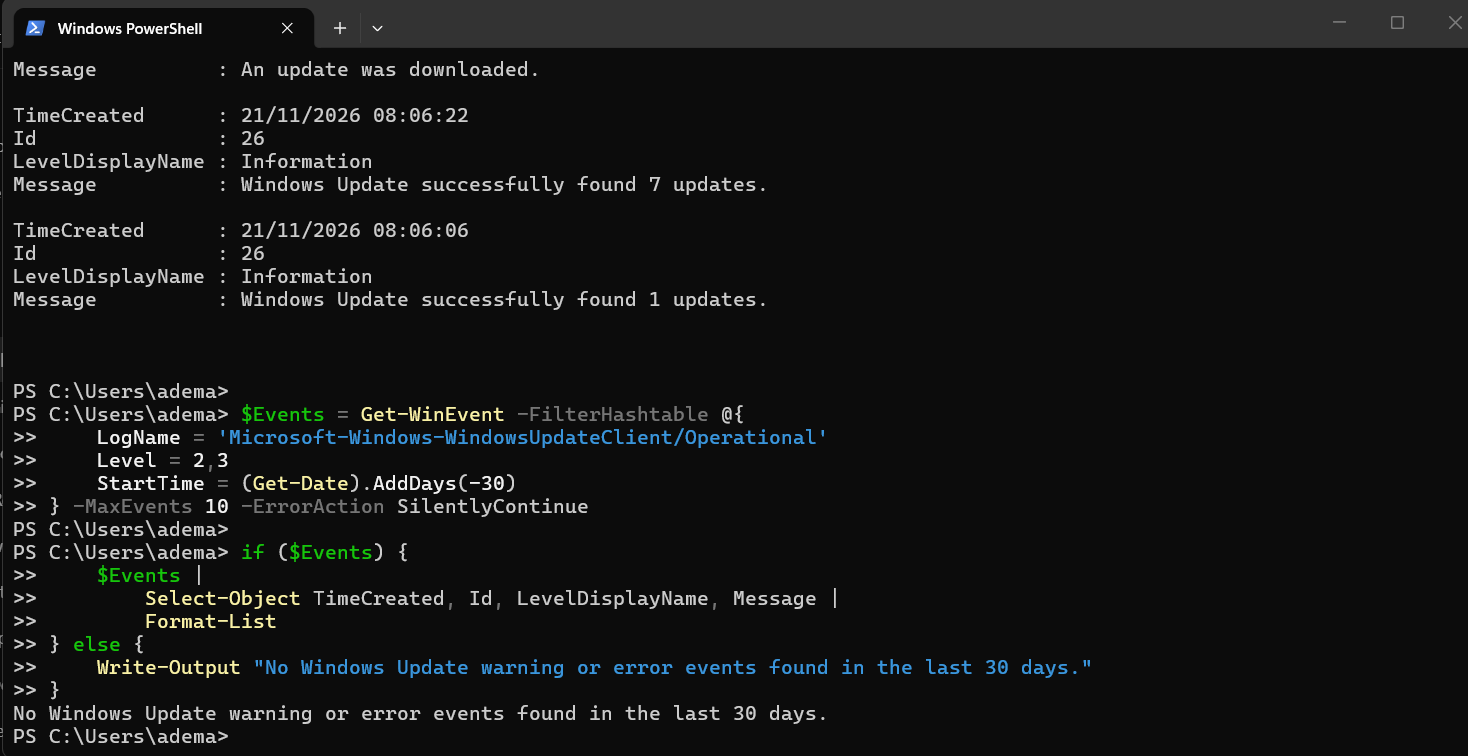 Windows PowerShell
Message          : An update was downloaded.
TimeCreated      : 21/11/2026 08:06:22
Id               : 26
LevelDisplayName : Information
Message          : Windows Update successfully found 7 updates.
TimeCreated      : 21/11/2026 08:06:06
Id               : 26
LevelDisplayName : Information
Message          : Windows Update successfully found 1 updates.
PS C:\Users\adema>
PS C:\Users\adema> $Events = Get-WinEvent -FilterHashtable @{
>>     LogName = 'Microsoft-Windows-WindowsUpdateClient/Operational'
>>     Level = 2,3
>>     StartTime = (Get-Date).AddDays(-30)
>> } -MaxEvents 10 -ErrorAction SilentlyContinue
PS C:\Users\adema>
PS C:\Users\adema> if ($Events) {
>>     $Events |
>>         Select-Object TimeCreated, Id, LevelDisplayName, Message |
>>         Format-List
>> } else {
>>     Write-Output "No Windows Update warning or error events found in the last 30 days."
>> }
No Windows Update warning or error events found in the last 30 days.
PS C:\Users\adema>